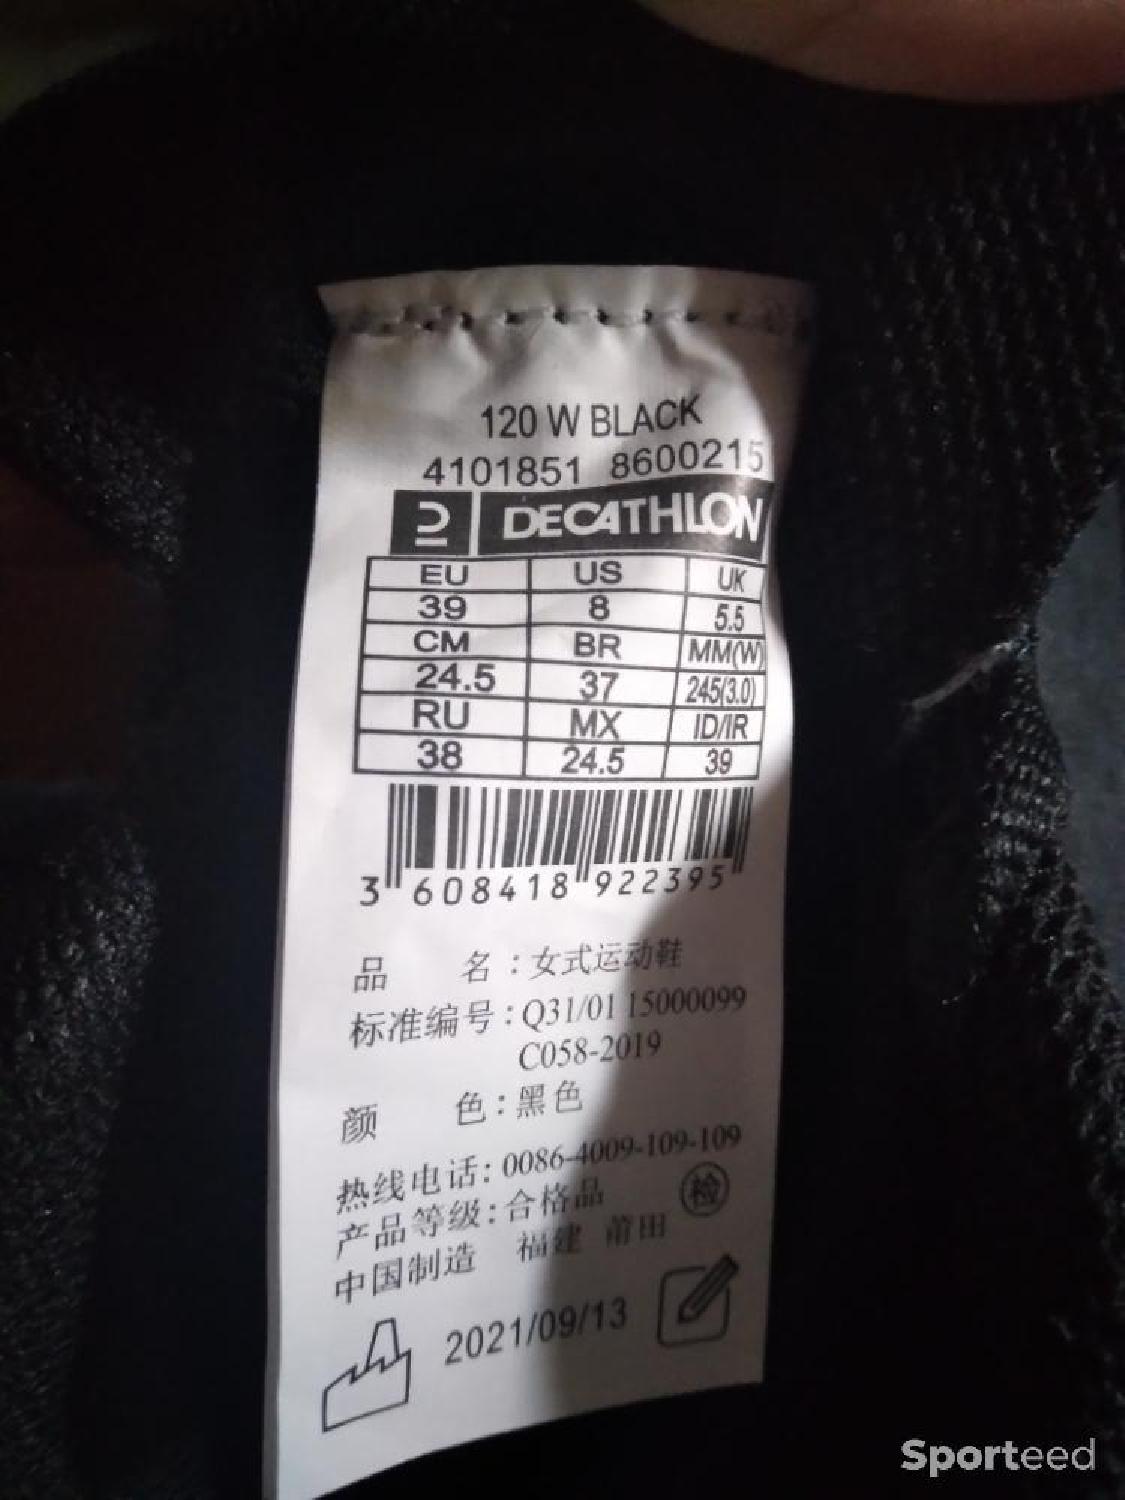 120 W BLACK
4101851 8600215
DECATHLON
EU US UK
39 8 5.5
CM BR MM(W)
24.5 37 245(3.0)
RU MX ID/IR
38 24.5 39
3 608418 922395
品 名：女式运动鞋
标准编号：Q31/01 15000099
C058-2019
颜 色：黑色
热线电话：0086-4009-109-109
产品等级：合格品 检
中国制造 福建 莆田
2021/09/13
Sporteed